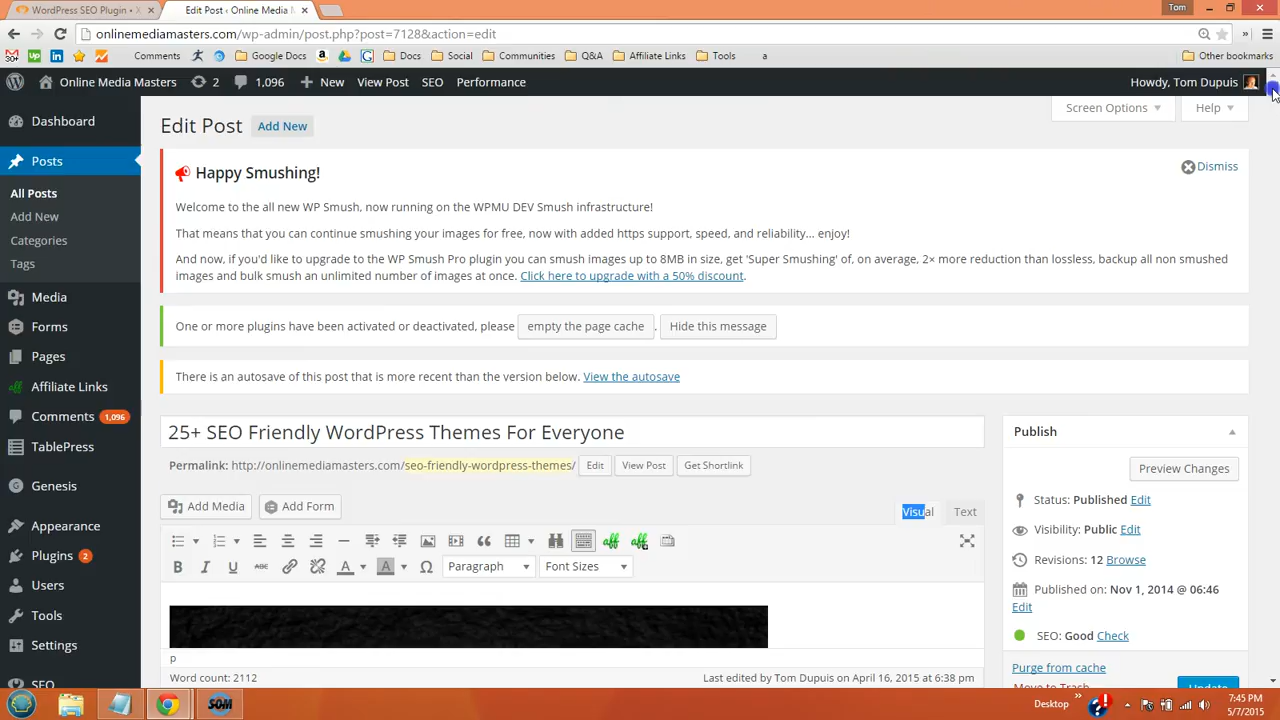 WordPress SEO Plugin • X
Edit Post ‹ Online Media M
Tom
onlinemediamasters.com/wp-admin/post.php?post=7128&action=edit
Comments
Google Docs
Docs
Social
Communities
Q&A
Affiliate Links
Tools
a
Other bookmarks
Online Media Masters
2
1,096
New
View Post
SEO
Performance
Howdy, Tom Dupuis
Dashboard
Posts
All Posts
Add New
Categories
Tags
Media
Forms
Pages
Affiliate Links
Comments 1,096
TablePress
Genesis
Appearance
Plugins 2
Users
Tools
Settings
SEO
Screen Options
Help
Edit Post
Add New
Happy Smushing!
Dismiss
Welcome to the all new WP Smush, now running on the WPMU DEV Smush infrastructure!
That means that you can continue smushing your images for free, now with added https support, speed, and reliability... enjoy!
And now, if you'd like to upgrade to the WP Smush Pro plugin you can smush images up to 8MB in size, get 'Super Smushing' of, on average, 2× more reduction than lossless, backup all non smushed
images and bulk smush an unlimited number of images at once. Click here to upgrade with a 50% discount.
One or more plugins have been activated or deactivated, please empty the page cache. Hide this message
There is an autosave of this post that is more recent than the version below. View the autosave
25+ SEO Friendly WordPress Themes For Everyone
Permalink: http://onlinemediamasters.com/seo-friendly-wordpress-themes/ Edit View Post Get Shortlink
Add Media
Add Form
Visual
Text
B I U ABC A A Ω
Paragraph
Font Sizes
p
Word count: 2112
Last edited by Tom Dupuis on April 16, 2015 at 6:38 pm
Publish
Preview Changes
Status: Published Edit
Visibility: Public Edit
Revisions: 12 Browse
Published on: Nov 1, 2014 @ 06:46
Edit
SEO: Good Check
Purge from cache
Move to Trash
Update
SOM
Desktop
7:45 PM
5/7/2015